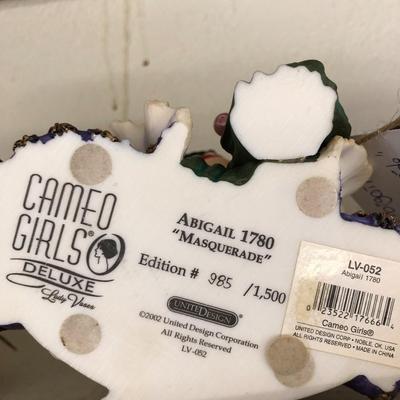 CAMEO
GIRLS®
DELUXE
Lady Vases
ABIGAIL 1780
"MASQUERADE"
Edition # 985 /1,500
UNITEDESIGN
©2002 United Design Corporation
All Rights Reserved
LV-052
LV-052
Abigail 1780
0 23522 17666 4
Cameo Girls®
UNITED DESIGN CORP • NOBLE, OK, USA
ALL RIGHTS RESERVED • MADE IN CHINA